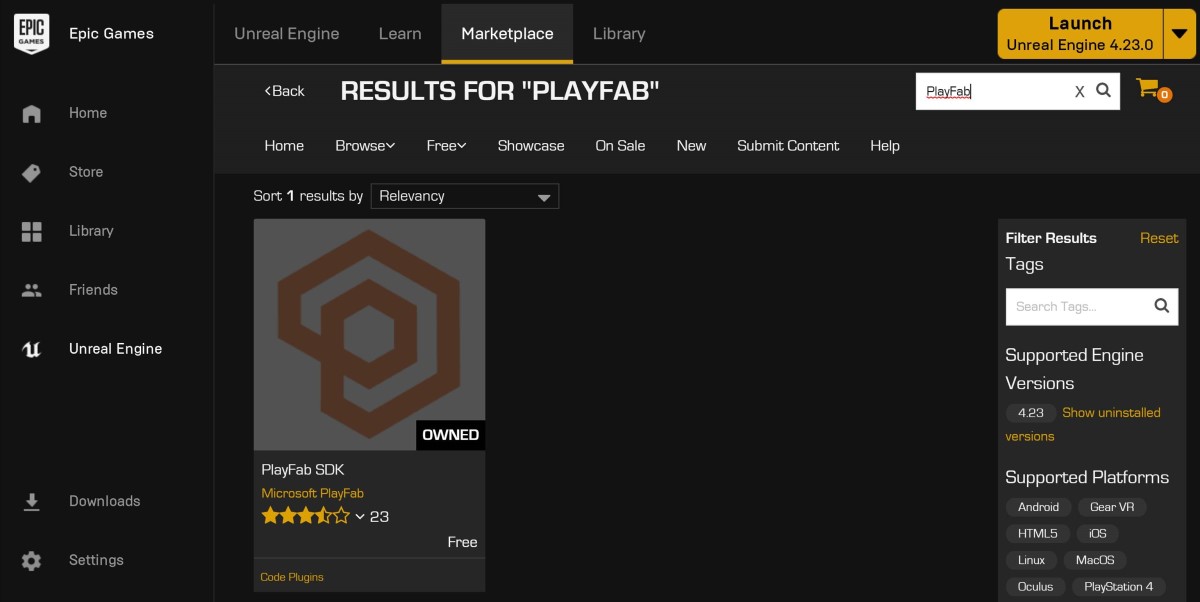 EPIC
GAMES
Epic Games
Unreal Engine
Learn
Marketplace
Library
Launch
Unreal Engine 4.23.0
Home
Store
Library
Friends
Unreal Engine
Downloads
Settings
<Back
RESULTS FOR "PLAYFAB"
PlayFab
X
0
Home
Browse
Free
Showcase
On Sale
New
Submit Content
Help
Sort 1 results by
Relevancy
OWNED
PlayFab SDK
Microsoft PlayFab
23
Free
Code Plugins
Filter Results
Reset
Tags
Search Tags...
Supported Engine
Versions
4.23 Show uninstalled
versions
Supported Platforms
Android Gear VR
HTML5 iOS
Linux MacOS
Oculus PlayStation 4